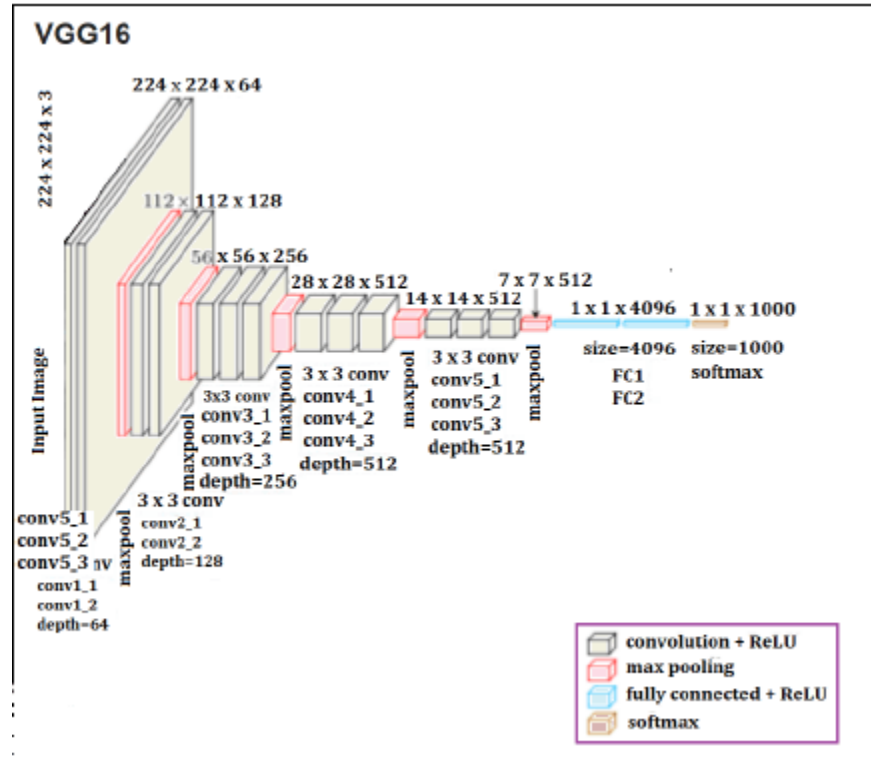 VGG16
224 x 224 x 3
224 x 224 x 64
112 x 112 x 128
56 x 56 x 256
28 x 28 x 512
14 x 14 x 512
7 x 7 x 512
1 x 1 x 4096
1 x 1 x 1000
Input Image
conv5_1
conv5_2
conv5_3
conv1_1
conv1_2
depth=64
maxpool
3 x 3 conv
conv2_1
conv2_2
depth=128
maxpool
3x3 conv
conv3_1
conv3_2
conv3_3
depth=256
maxpool
3 x 3 conv
conv4_1
conv4_2
conv4_3
depth=512
maxpool
3 x 3 conv
conv5_1
conv5_2
conv5_3
depth=512
maxpool
size=4096
FC1
FC2
size=1000
softmax
convolution + ReLU
max pooling
fully connected + ReLU
softmax